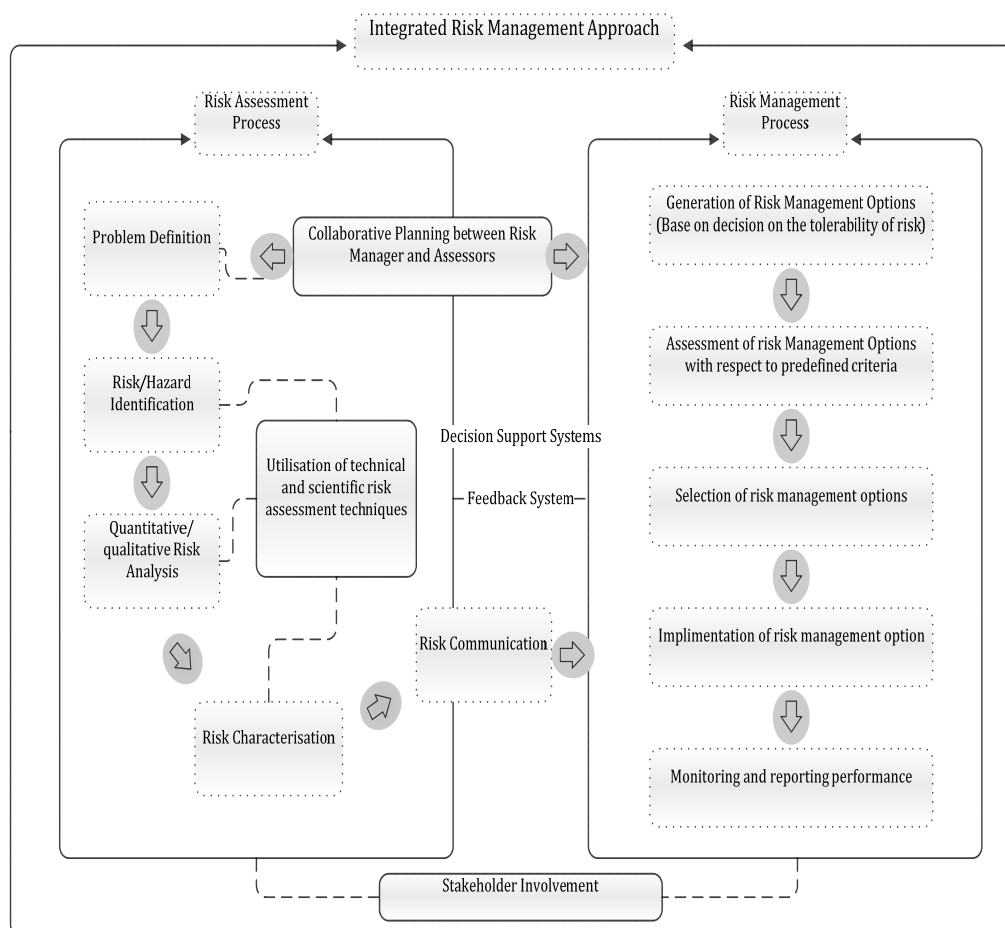 Integrated Risk Management Approach
Risk Assessment
Process
Risk Management
Process
Problem Definition
Collaborative Planning between Risk
Manager and Assessors
Generation of Risk Management Options
(Base on decision on the tolerability of risk)
Risk/Hazard
Identification
Assessment of risk Management Options
with respect to predefined criteria
Utilisation of technical
and scientific risk
assessment techniques
Decision Support Systems
Feedback System
Quantitative/
qualitative Risk
Analysis
Selection of risk management options
Risk Communication
Implimentation of risk management option
Risk Characterisation
Monitoring and reporting performance
Stakeholder Involvement